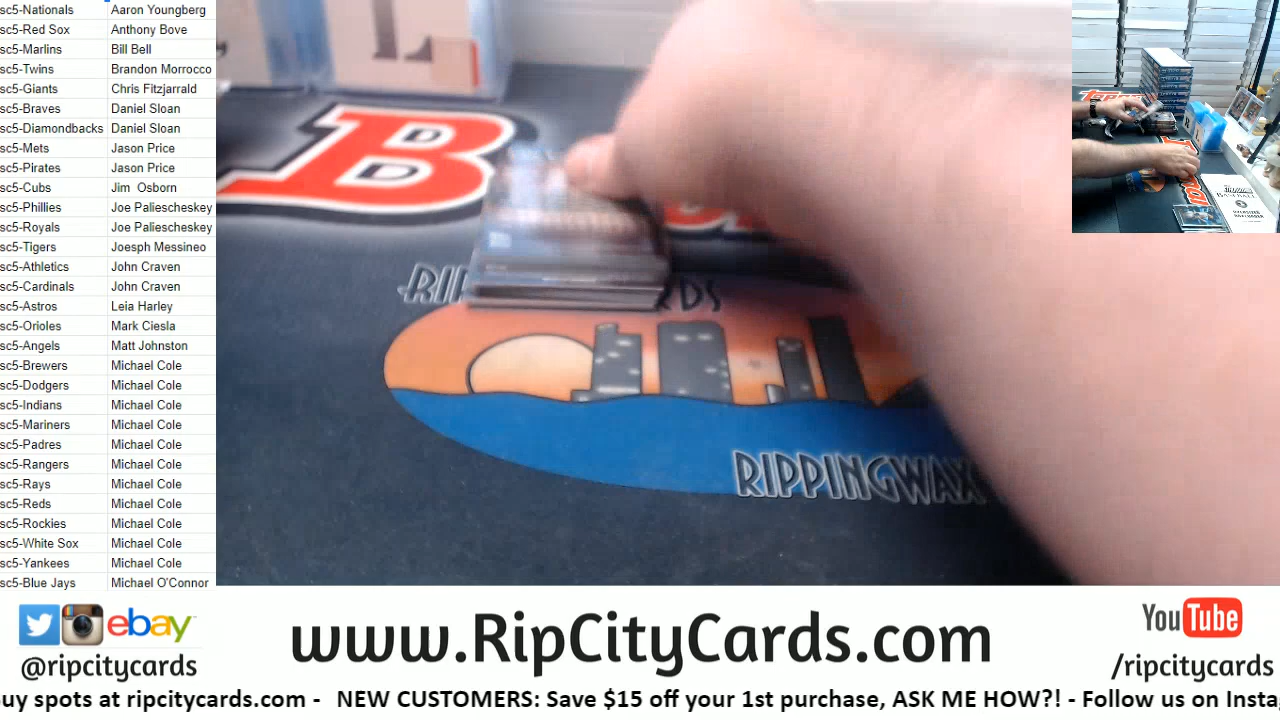 sc5-Nationals Aaron Youngberg
sc5-Red Sox Anthony Bove
sc5-Marlins Bill Bell
sc5-Twins Brandon Morrocco
sc5-Giants Chris Fitzjarrald
sc5-Braves Daniel Sloan
sc5-Diamondbacks Daniel Sloan
sc5-Mets Jason Price
sc5-Pirates Jason Price
sc5-Cubs Jim Osborn
sc5-Phillies Joe Paliescheskey
sc5-Royals Joe Paliescheskey
sc5-Tigers Joesph Messineo
sc5-Athletics John Craven
sc5-Cardinals John Craven
sc5-Astros Leia Harley
sc5-Orioles Mark Ciesla
sc5-Angels Matt Johnston
sc5-Brewers Michael Cole
sc5-Dodgers Michael Cole
sc5-Indians Michael Cole
sc5-Mariners Michael Cole
sc5-Padres Michael Cole
sc5-Rangers Michael Cole
sc5-Rays Michael Cole
sc5-Reds Michael Cole
sc5-Rockies Michael Cole
sc5-White Sox Michael Cole
sc5-Yankees Michael Cole
sc5-Blue Jays Michael O'Connor
B
RIPPINGWAX
BASEBALL
ebay
@ripcitycards
www.RipCityCards.com
YouTube
/ripcitycards
uy spots at ripcitycards.com - NEW CUSTOMERS: Save $15 off your 1st purchase, ASK ME HOW?! - Follow us on Insta